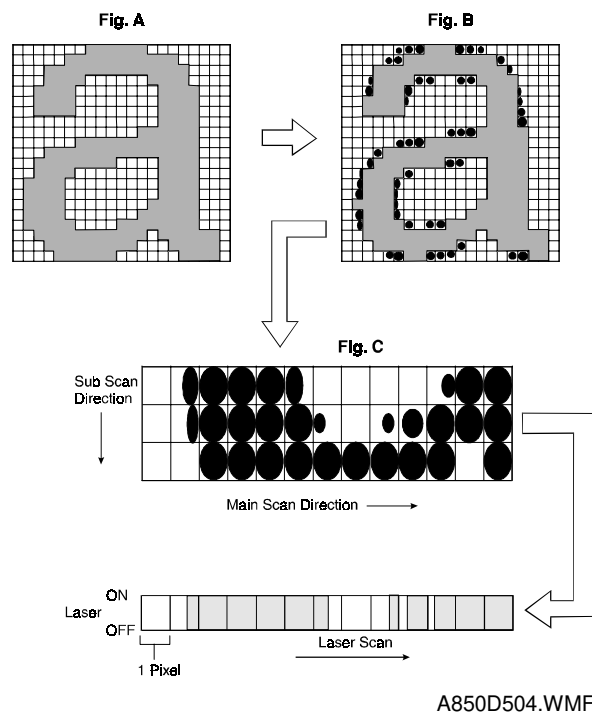 Fig. A
Fig. B
Fig. C
Sub Scan
Direction
Main Scan Direction
ON
Laser
OFF
Laser Scan
1 Pixel
A850D504.WMF